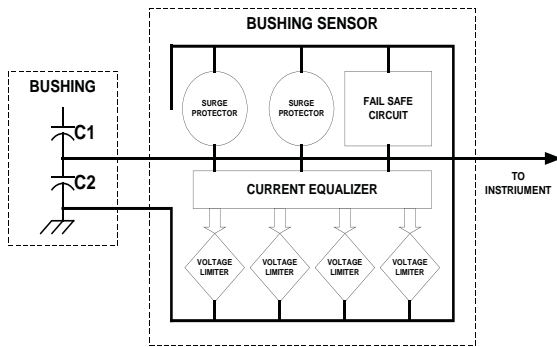 BUSHING SENSOR
BUSHING
C1
C2
SURGE
PROTECTOR
SURGE
PROTECTOR
FAIL SAFE
CIRCUIT
TO
INSTRIUMENT
CURRENT EQUALIZER
VOLTAGE
LIMITER
VOLTAGE
LIMITER
VOLTAGE
LIMITER
VOLTAGE
LIMITER